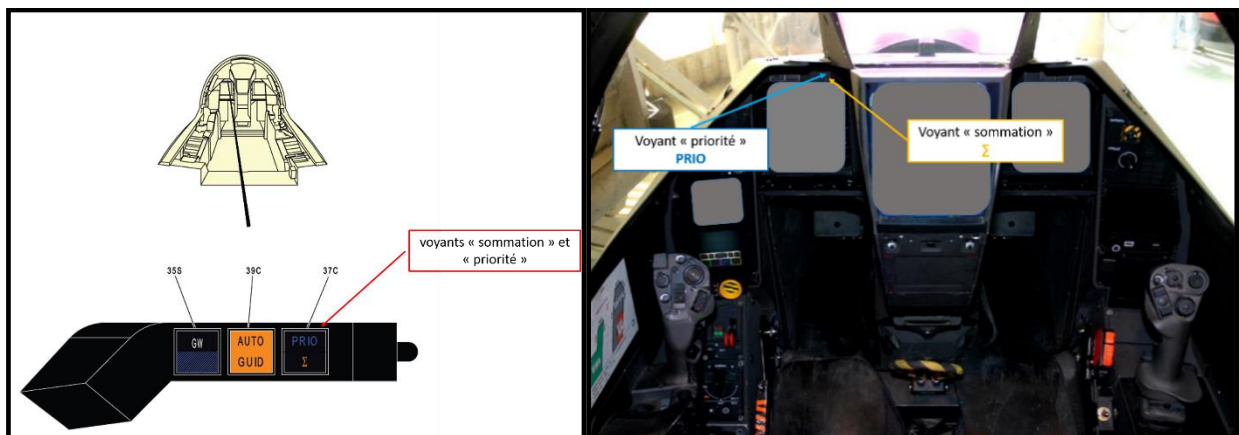 voyants « sommation » et
« priorité »
35S
39C
37C
GW
AUTO
GUID
PRIO
Σ
Voyant « priorité »
PRIO
Voyant « sommation »
Σ